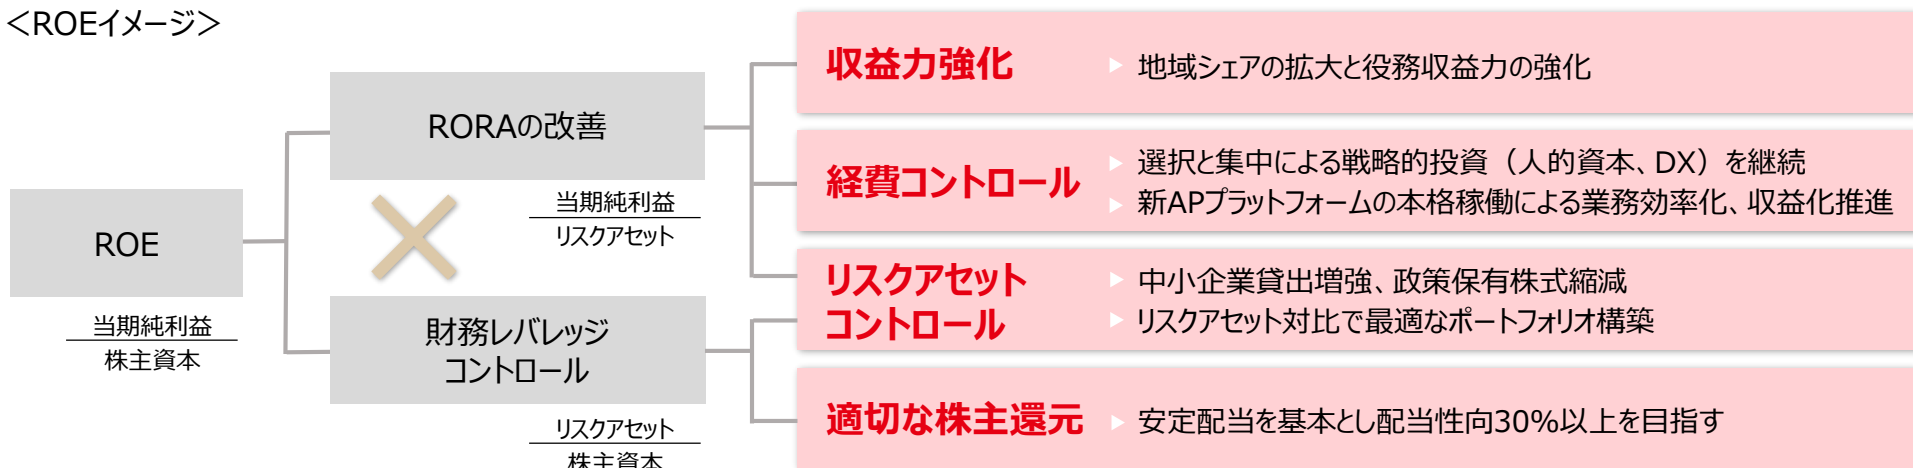 ＜ROEイメージ＞
ROE
当期純利益
株主資本
RORAの改善
当期純利益
リスクアセット
財務レバレッジ
コントロール
リスクアセット
株主資本
収益力強化
地域シェアの拡大と役務収益力の強化
経費コントロール
選択と集中による戦略的投資（人的資本、DX）を継続
新APプラットフォームの本格稼働による業務効率化、収益化推進
リスクアセット
コントロール
中小企業貸出増強、政策保有株式縮減
リスクアセット対比で最適なポートフォリオ構築
適切な株主還元
安定配当を基本とし配当性向30%以上を目指す